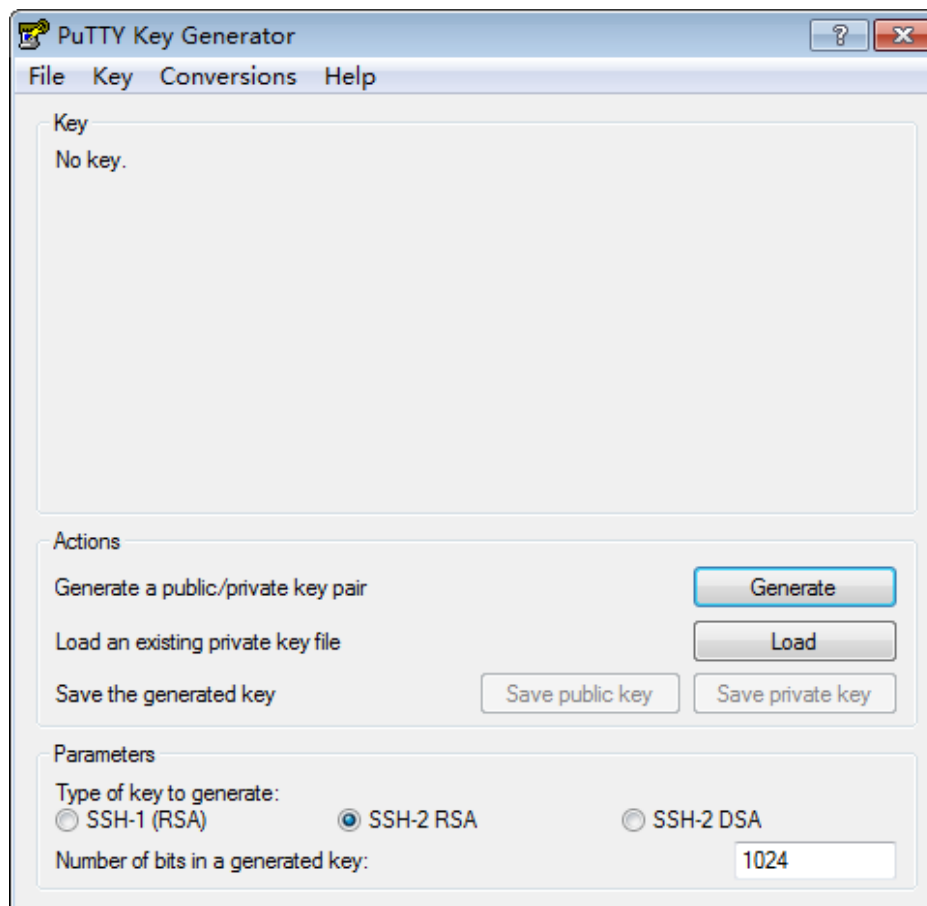 PuTTY Key Generator
File Key Conversions Help
Key
No key.
Actions
Generate a public/private key pair
Generate
Load an existing private key file
Load
Save the generated key
Save public key
Save private key
Parameters
Type of key to generate:
SSH-1 (RSA)
SSH-2 RSA
SSH-2 DSA
Number of bits in a generated key:
1024